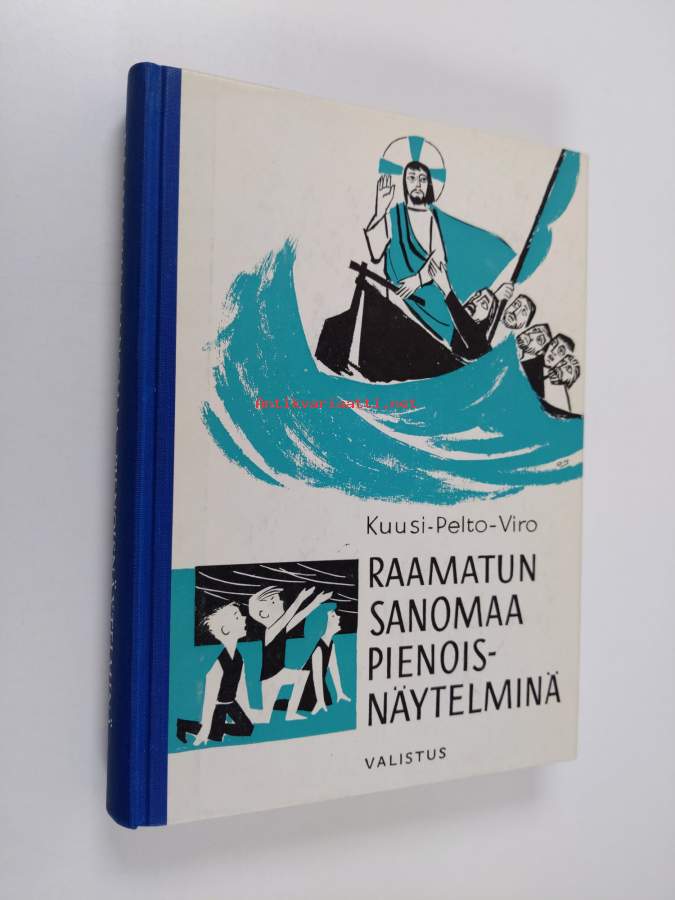 antikvariaatti.net
Kuusi-Pelto-Viro
RAAMATUN
SANOMAA
PIENOIS-
NÄYTELMINÄ
VALISTUS